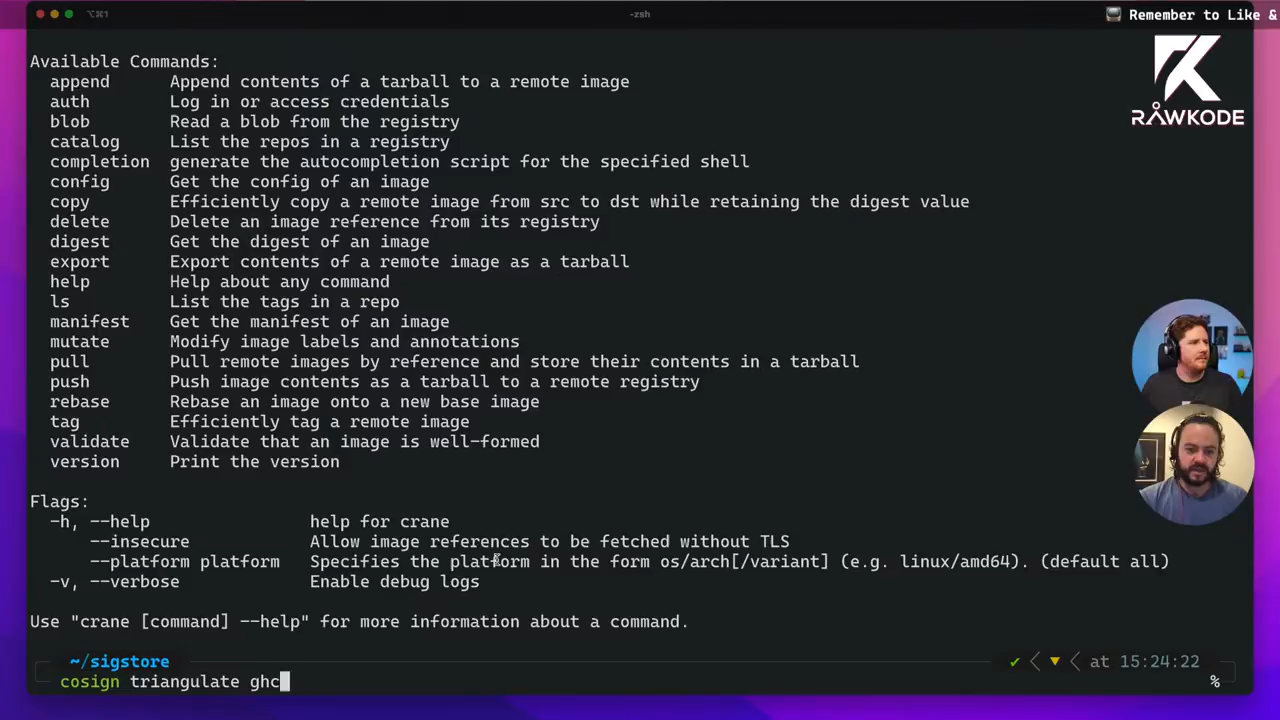 ⌥⌘1
-zsh
Remember to Like &
RAWKODE
Available Commands:
append Append contents of a tarball to a remote image
auth Log in or access credentials
blob Read a blob from the registry
catalog List the repos in a registry
completion generate the autocompletion script for the specified shell
config Get the config of an image
copy Efficiently copy a remote image from src to dst while retaining the digest value
delete Delete an image reference from its registry
digest Get the digest of an image
export Export contents of a remote image as a tarball
help Help about any command
ls List the tags in a repo
manifest Get the manifest of an image
mutate Modify image labels and annotations
pull Pull remote images by reference and store their contents in a tarball
push Push image contents as a tarball to a remote registry
rebase Rebase an image onto a new base image
tag Efficiently tag a remote image
validate Validate that an image is well-formed
version Print the version
Flags:
-h, --help help for crane
--insecure Allow image references to be fetched without TLS
--platform platform Specifies the platform in the form os/arch[/variant] (e.g. linux/amd64). (default all)
-v, --verbose Enable debug logs
Use "crane [command] --help" for more information about a command.
~/sigstore at 15:24:22
cosign triangulate ghc %